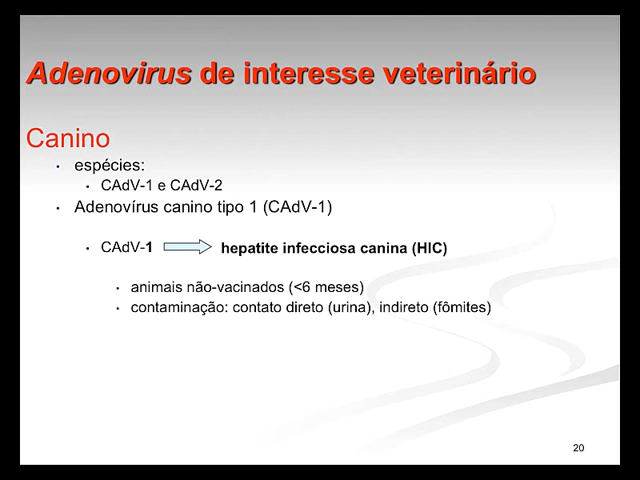 Adenovirus de interesse veterinário
Canino
• espécies:
• CAdV-1 e CAdV-2
• Adenovírus canino tipo 1 (CAdV-1)
• CAdV-1 hepatite infecciosa canina (HIC)
• animais não-vacinados (<6 meses)
• contaminação: contato direto (urina), indireto (fômites)
20